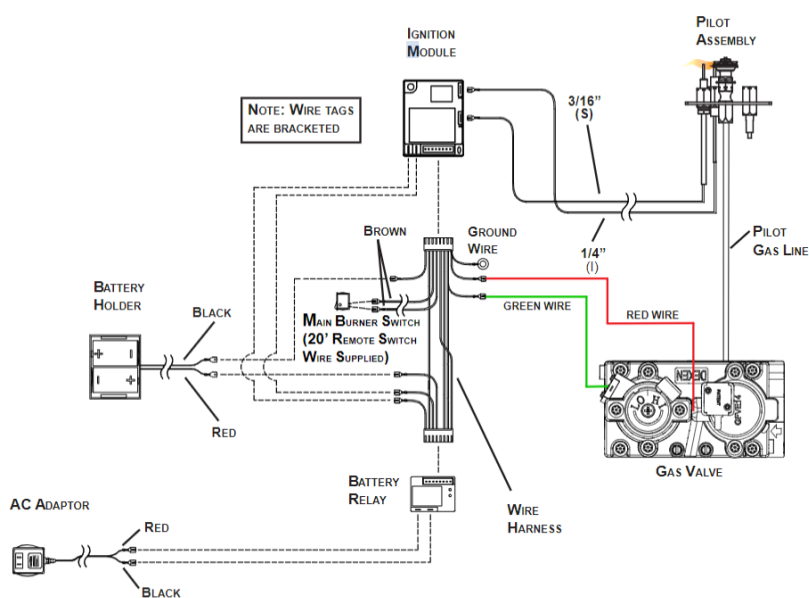 IGNITION
MODULE
PILOT
ASSEMBLY
NOTE: WIRE TAGS
ARE BRACKETED
3/16"
(S)
BROWN
GROUND
WIRE
1/4"
(I)
PILOT
GAS LINE
BATTERY
HOLDER
BLACK
MAIN BURNER SWITCH
(20' REMOTE SWITCH
WIRE SUPPLIED)
GREEN WIRE
RED WIRE
RED
LO
HI
GAS VALVE
BATTERY
RELAY
WIRE
HARNESS
AC ADAPTOR
RED
BLACK